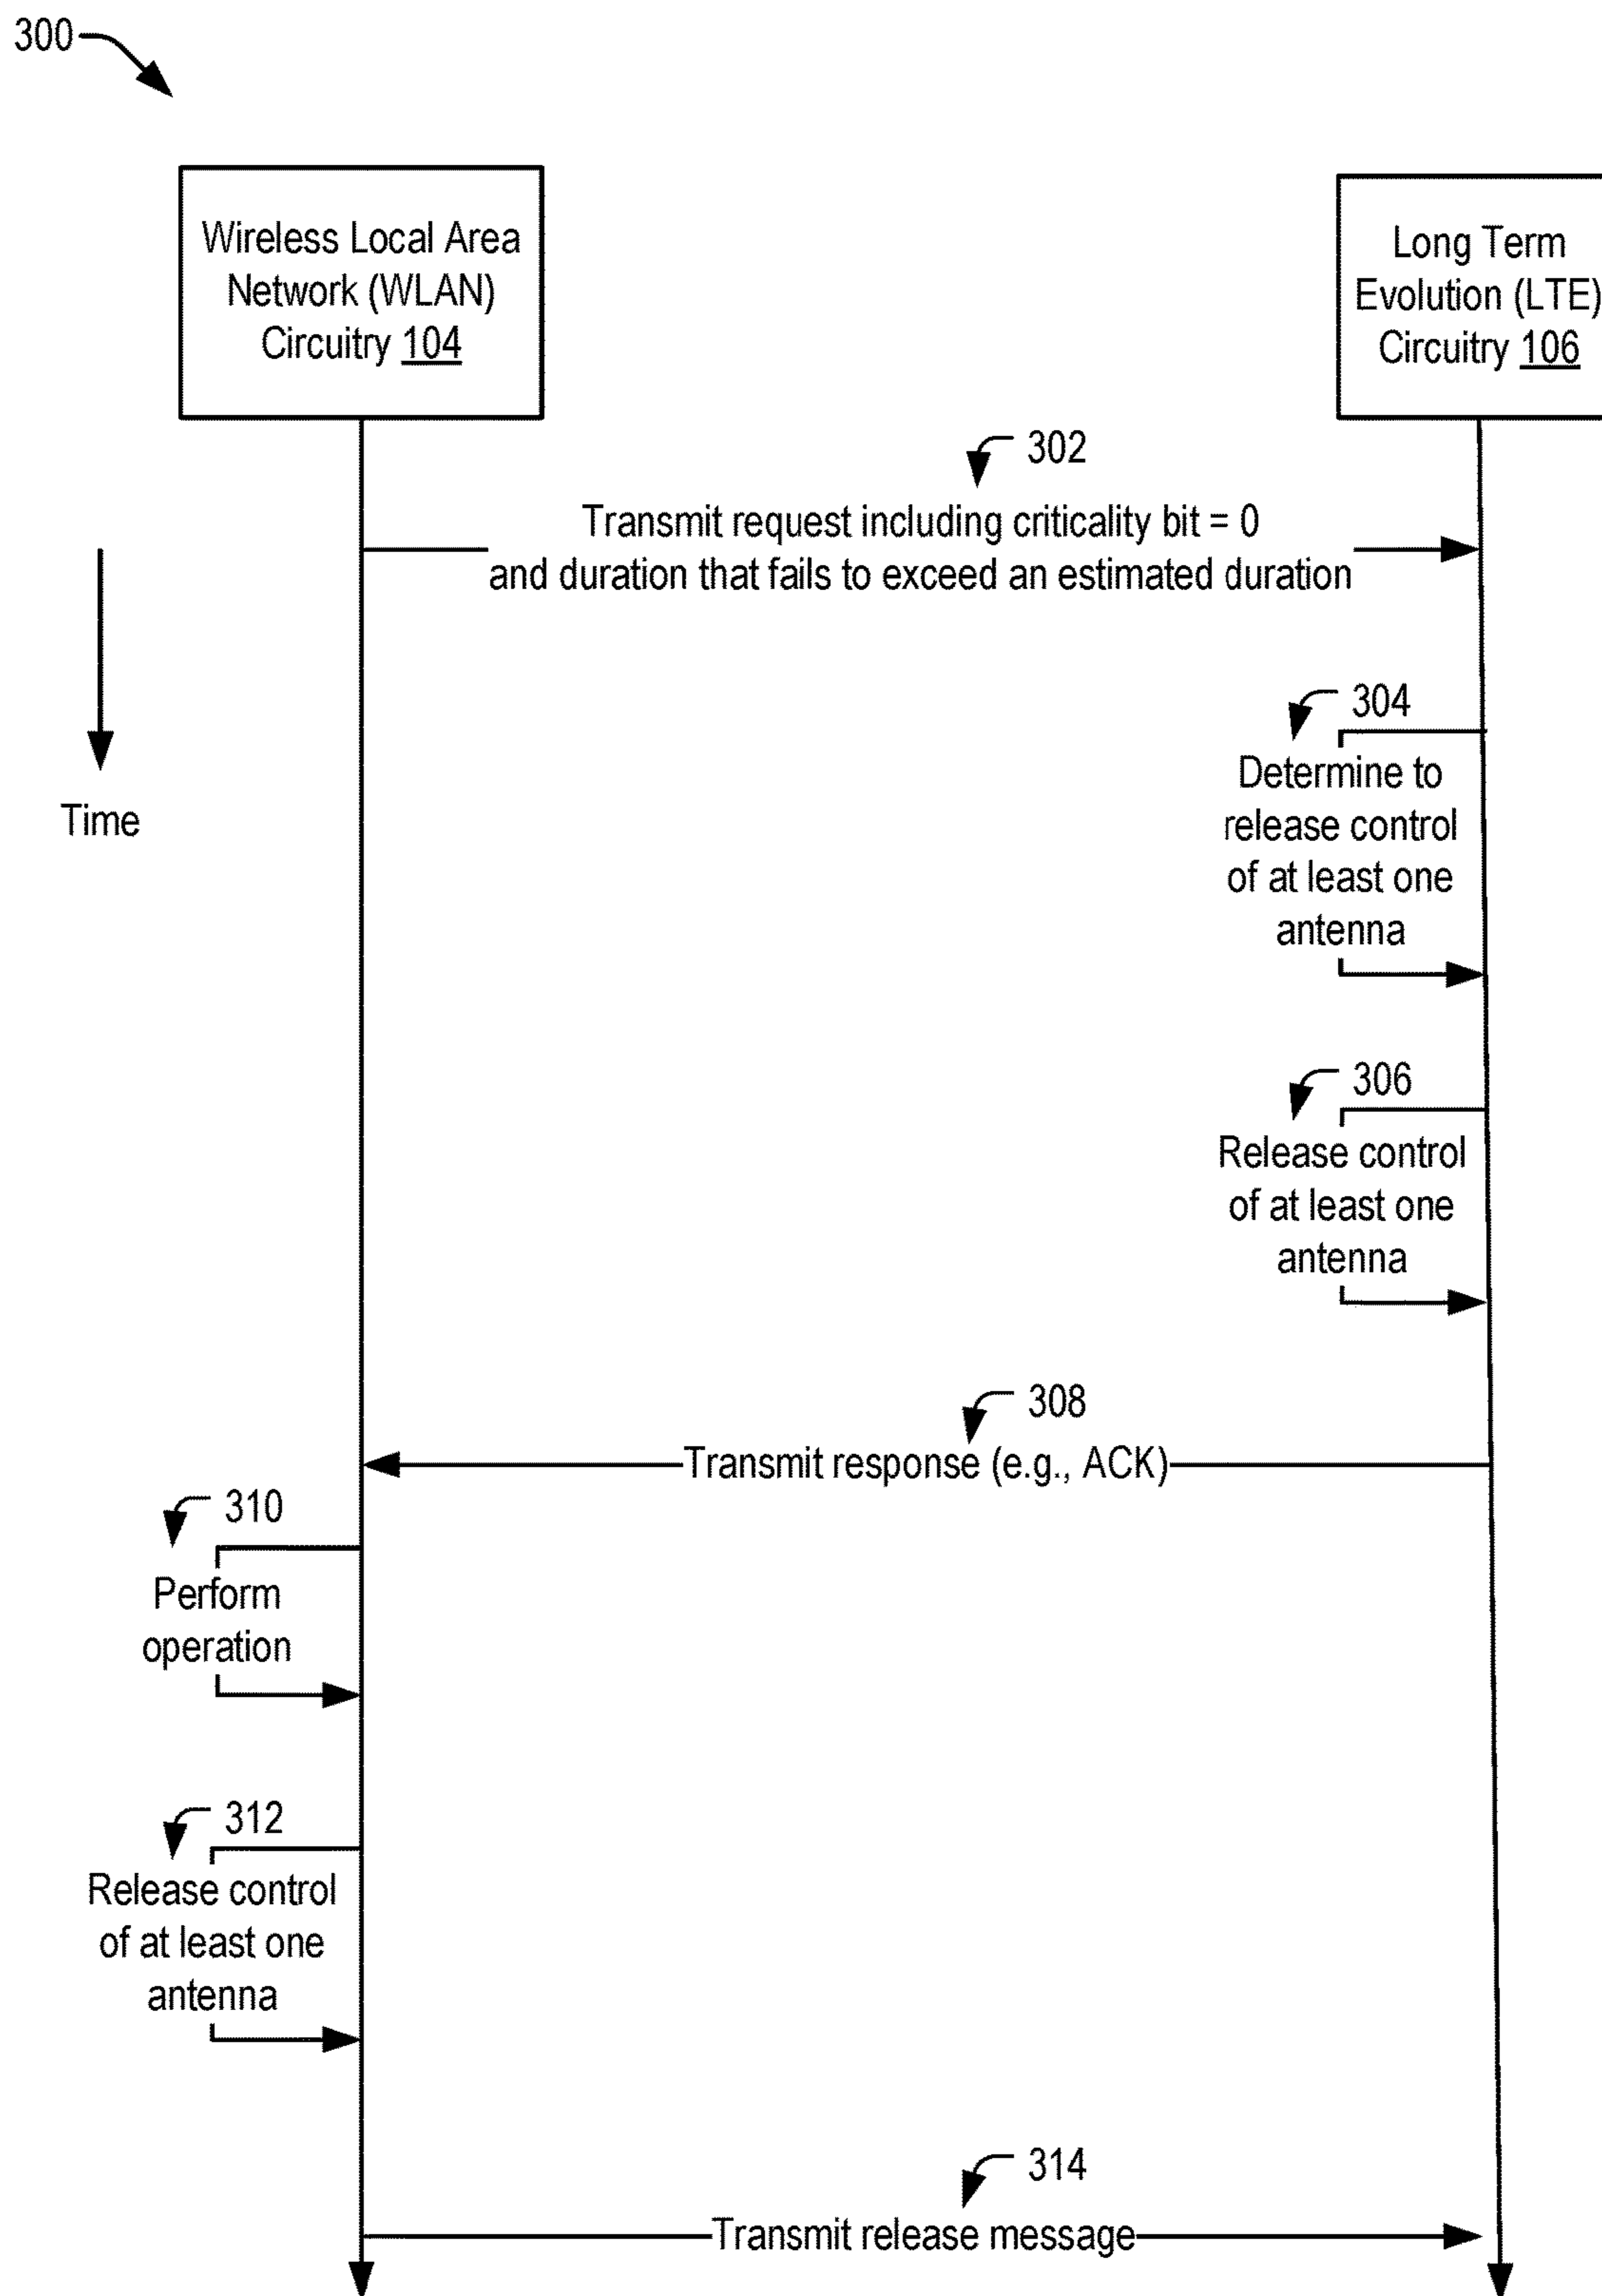 300
Wireless Local Area
Network (WLAN)
Circuitry 104
Long Term
Evolution (LTE)
Circuitry 106
302
Transmit request including criticality bit = 0
and duration that fails to exceed an estimated duration
Time
304
Determine to
release control
of at least one
antenna
306
Release control
of at least one
antenna
308
Transmit response (e.g., ACK)
310
Perform
operation
312
Release control
of at least one
antenna
314
Transmit release message